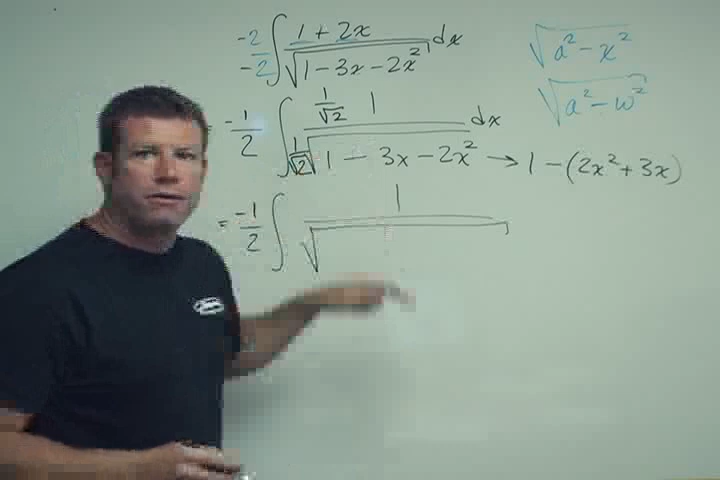 -2/-2 ∫ (1 + 2x)/√(1 - 3x - 2x²) dx
√(a² - x²)
√(a² - w²)
-1/2 ∫ (1/√2 1)/(1/√2 √(1 - 3x - 2x²)) dx → 1 - (2x² + 3x)
= -1/2 ∫ 1/√